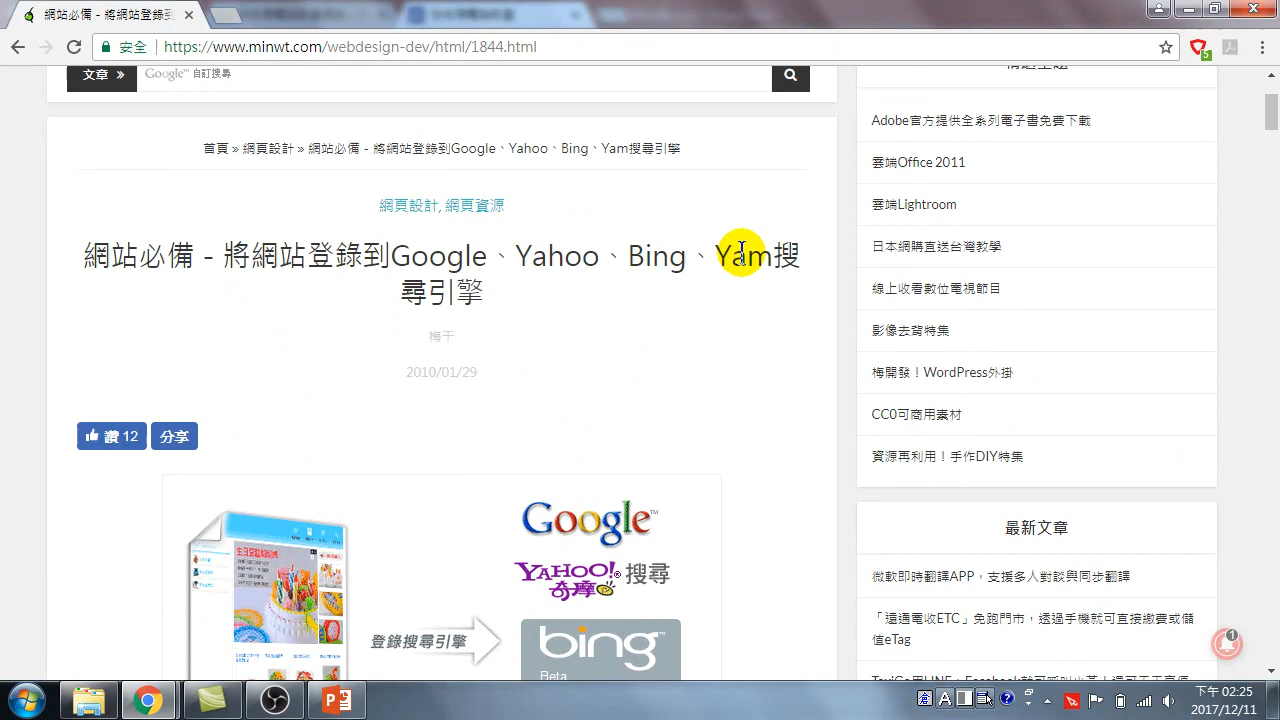 網站必備 - 將網站登錄到
安全 https://www.minwt.com/webdesign-dev/html/1844.html
5
文章 »
Google™ 自訂搜尋
首頁 » 網頁設計 » 網站必備 - 將網站登錄到Google、Yahoo、Bing、Yam搜尋引擎
網頁設計, 網頁資源
網站必備 - 將網站登錄到Google、Yahoo、Bing、Yam搜
尋引擎
梅干
2010/01/29
讚 12
分享
Google™
YAHOO!® 搜尋
奇摩
登錄搜尋引擎
bing™
Beta
Adobe官方提供全系列電子書免費下載
雲端Office 2011
雲端Lightroom
日本網購直送台灣教學
線上收看數位電視節目
影像去背特集
梅開發！WordPress外掛
CC0可商用素材
資源再利用！手作DIY特集
最新文章
微軟官方翻譯APP，支援多人對談與同步翻譯
「遠通電收ETC」免跑門市，透過手機就可直接繳費或儲
值eTag
1
A
下午 02:25
2017/12/11